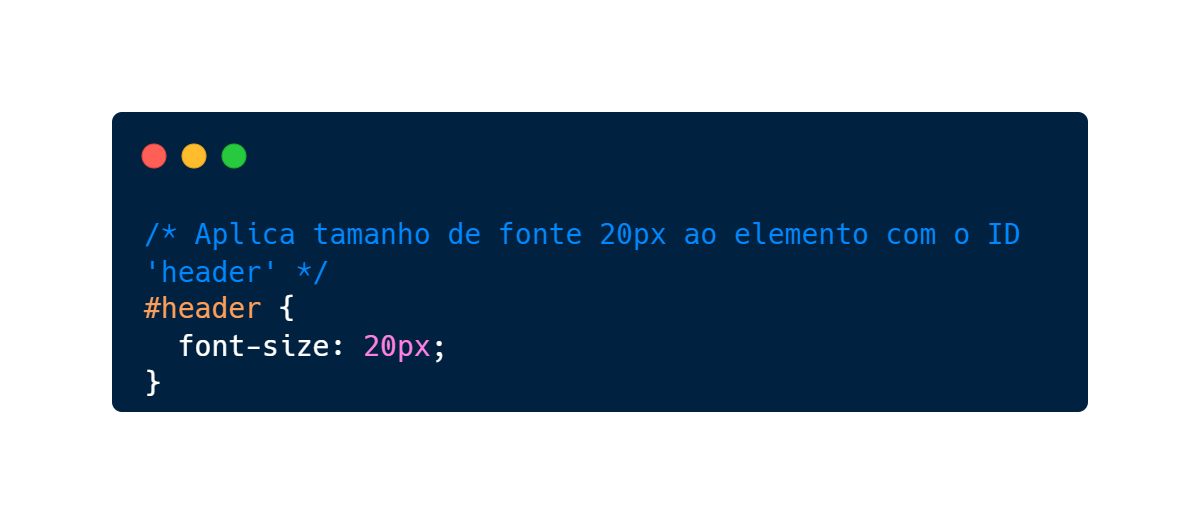 /* Aplica tamanho de fonte 20px ao elemento com o ID
'header' */
#header {
  font-size: 20px;
}